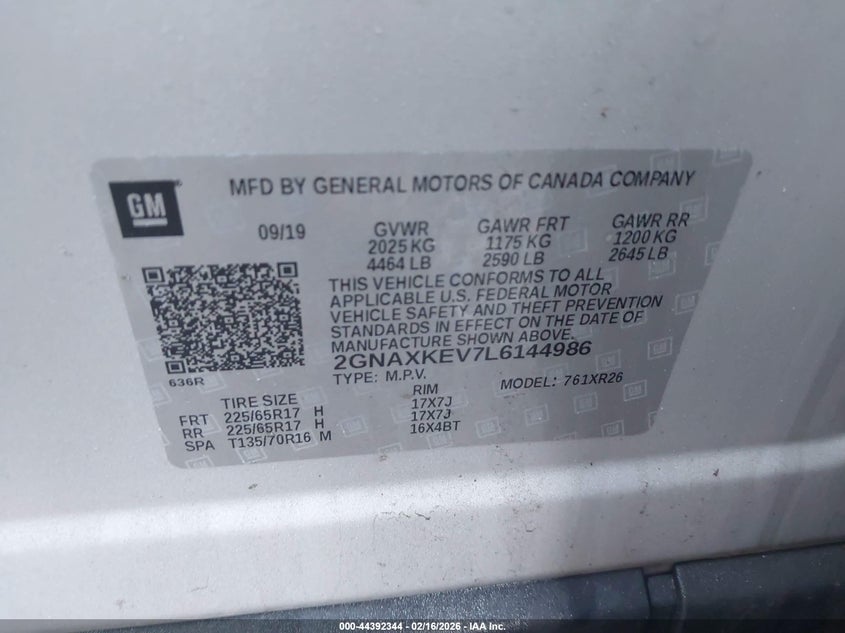 GM
MFD BY GENERAL MOTORS OF CANADA COMPANY
09/19 GVWR GAWR FRT GAWR RR
2025 KG 1175 KG 1200 KG
4464 LB 2590 LB 2645 LB
THIS VEHICLE CONFORMS TO ALL
APPLICABLE U.S. FEDERAL MOTOR
VEHICLE SAFETY AND THEFT PREVENTION
STANDARDS IN EFFECT ON THE DATE OF
MANUFACTURE SHOWN ABOVE.
2GNAXKEV7L6144986
636R TYPE: M.P.V. MODEL: 761XR26
TIRE SIZE RIM
FRT 225/65R17 H 17X7J
RR 225/65R17 H 17X7J
SPA T135/70R16 M 16X4BT
000-44392344 - 02/16/2026 - IAA Inc.